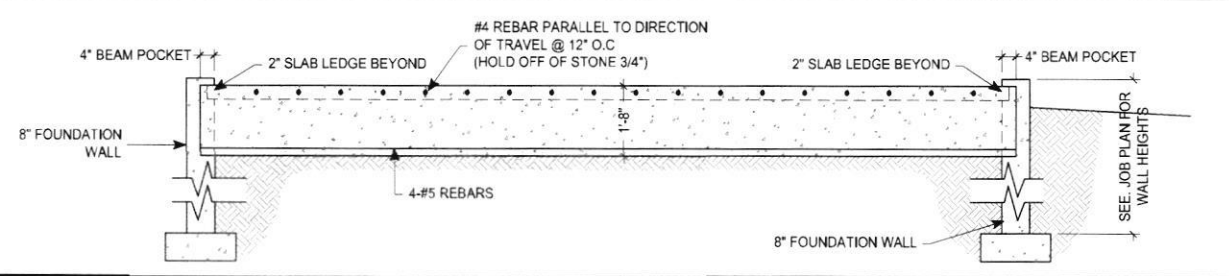 #4 REBAR PARALLEL TO DIRECTION
OF TRAVEL @ 12" O.C
(HOLD OFF OF STONE 3/4")
4" BEAM POCKET
2" SLAB LEDGE BEYOND
2" SLAB LEDGE BEYOND
4" BEAM POCKET
8" FOUNDATION
WALL
1'-8"
4-#5 REBARS
SEE. JOB PLAN FOR
WALL HEIGHTS
8" FOUNDATION WALL